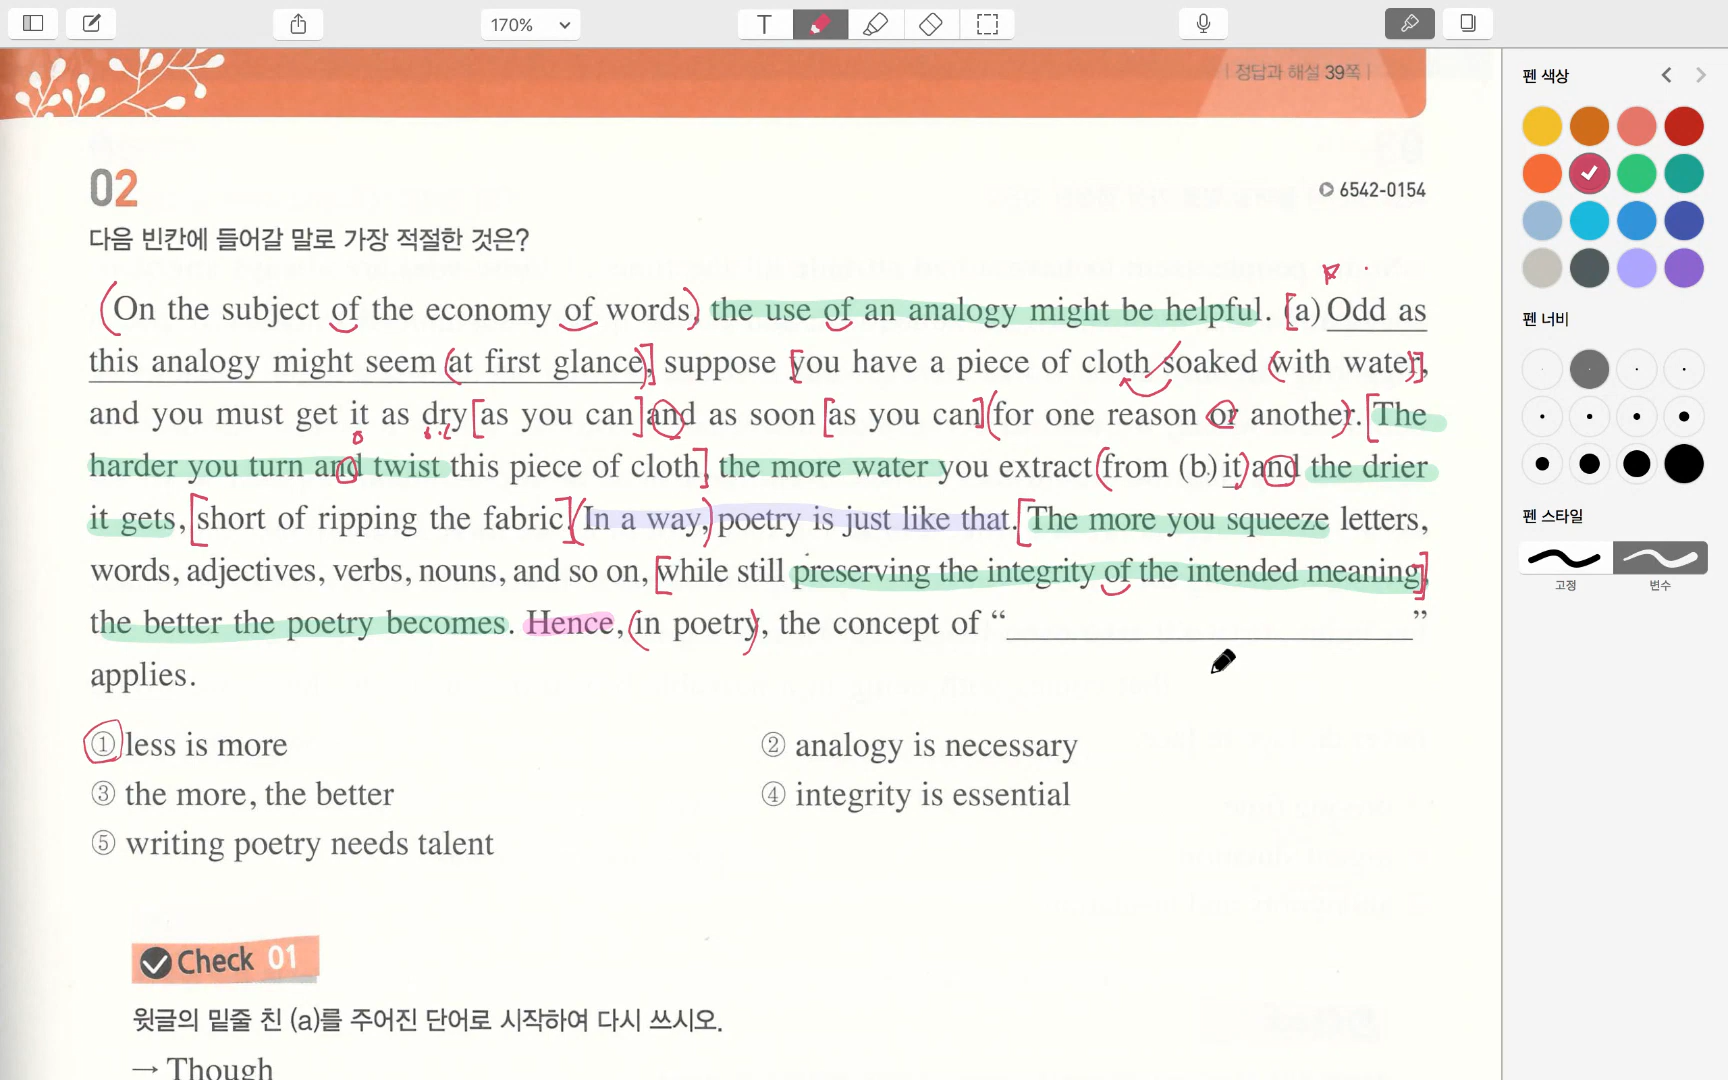 170%
T
| 정답과 해설 39쪽 |
펜 색상
02
6542-0154
다음 빈칸에 들어갈 말로 가장 적절한 것은?
On the subject of the economy of words, the use of an analogy might be helpful. (a) Odd as
this analogy might seem at first glance, suppose you have a piece of cloth soaked with water,
and you must get it as dry as you can and as soon as you can for one reason or another. The
harder you turn and twist this piece of cloth, the more water you extract from (b) it and the drier
it gets, short of ripping the fabric. In a way, poetry is just like that. The more you squeeze letters,
words, adjectives, verbs, nouns, and so on, while still preserving the integrity of the intended meaning,
the better the poetry becomes. Hence, in poetry, the concept of “____________________”
applies.
① less is more
② analogy is necessary
③ the more, the better
④ integrity is essential
⑤ writing poetry needs talent
Check 01
윗글의 밑줄 친 (a)를 주어진 단어로 시작하여 다시 쓰시오.
→ Though
펜 너비
펜 스타일
고정
변수